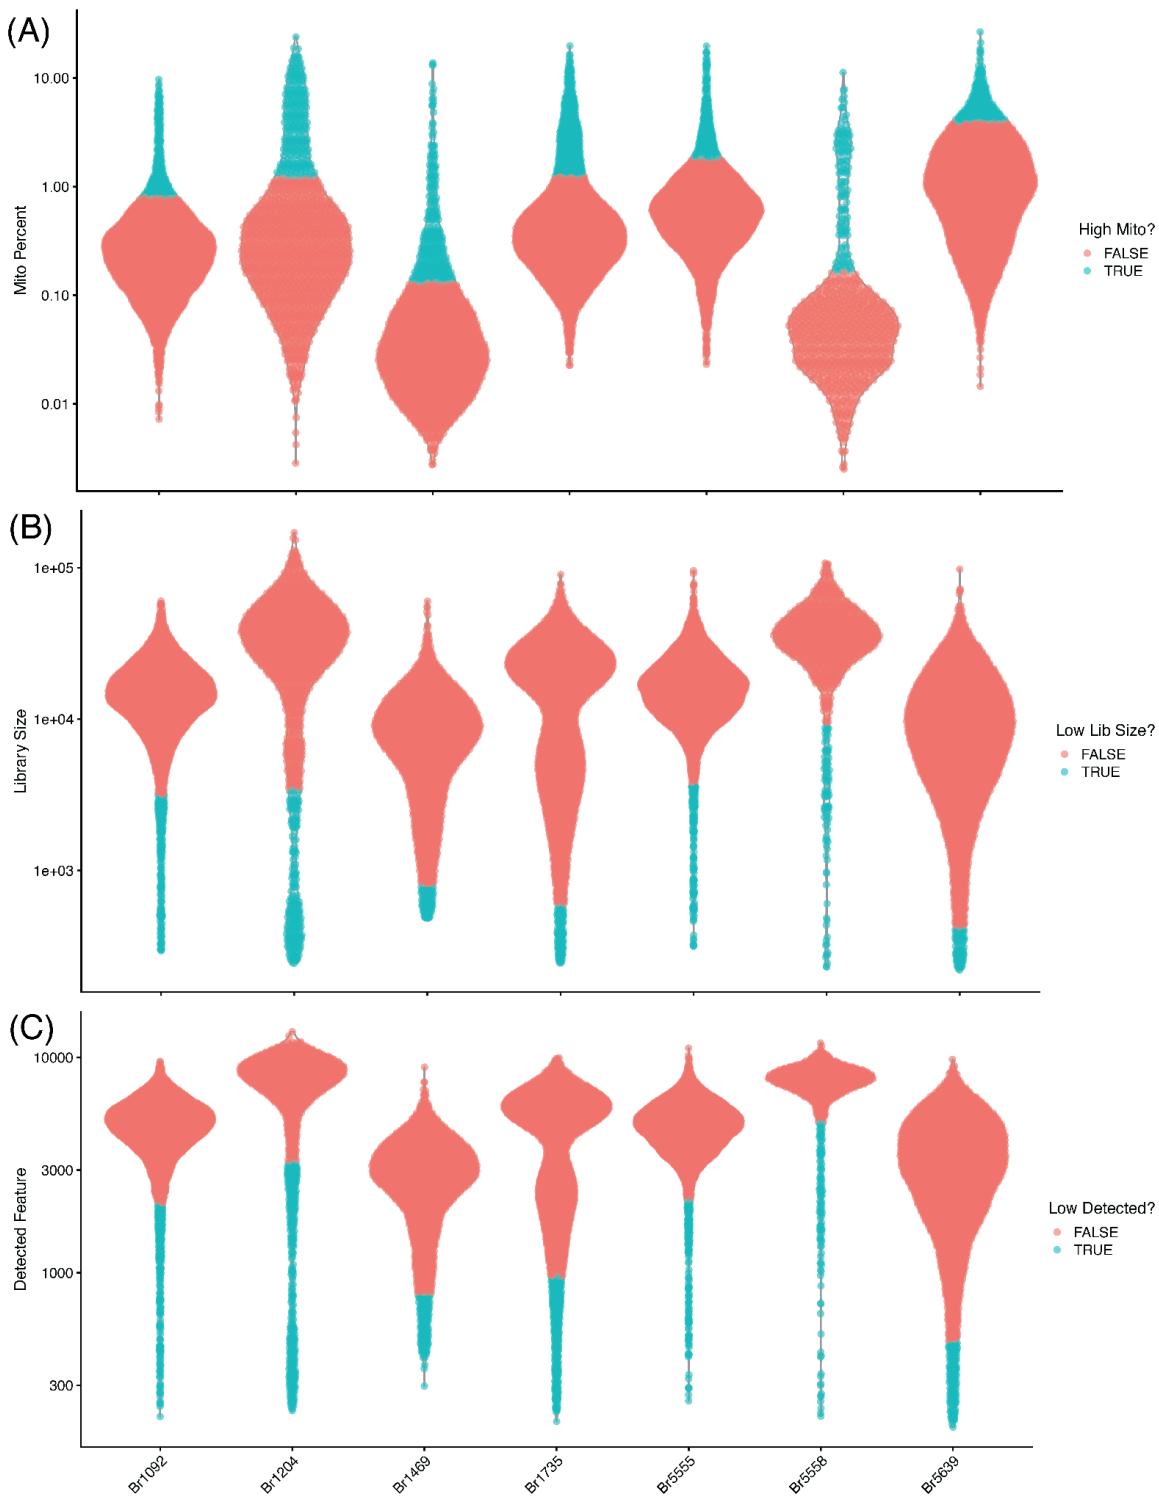 (A)
10.00
1.00
0.10
0.01
Mito Percent
High Mito?
FALSE
TRUE
(B)
1e+05
1e+04
1e+03
Library Size
Low Lib Size?
FALSE
TRUE
(C)
10000
3000
1000
300
Detected Feature
Low Detected?
FALSE
TRUE
Br1092
Br1204
Br1469
Br1735
Br5555
Br5558
Br5639